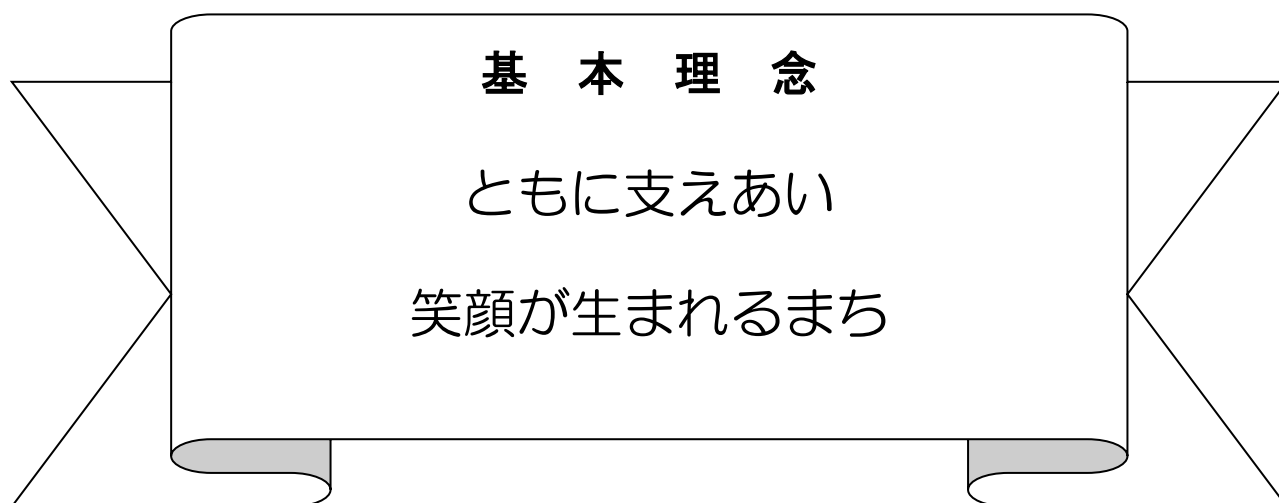 基　本　理　念
ともに支えあい
笑顔が生まれるまち